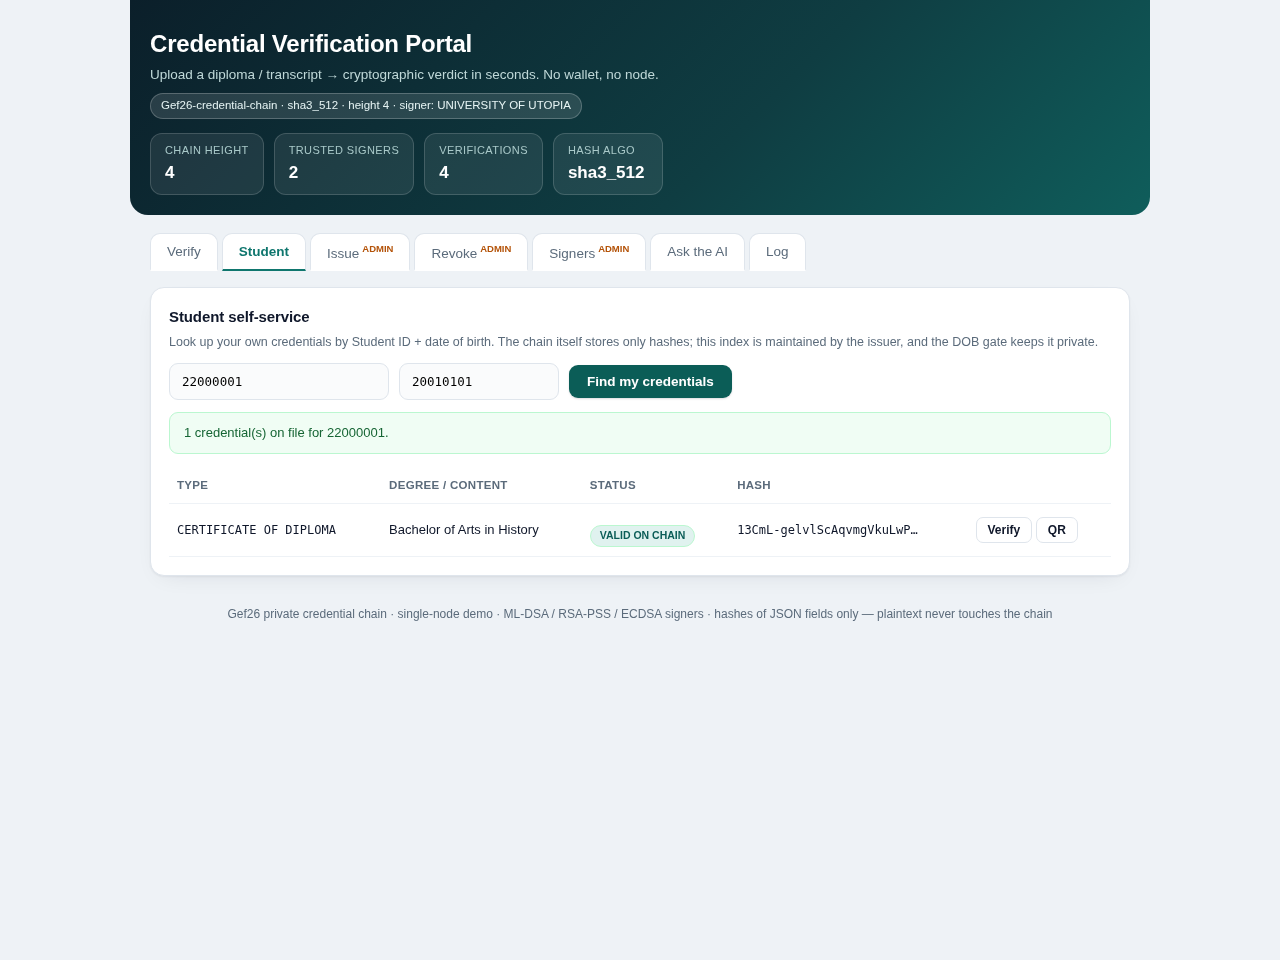 Credential Verification Portal
Upload a diploma / transcript → cryptographic verdict in seconds. No wallet, no node.
Gef26-credential-chain · sha3_512 · height 4 · signer: UNIVERSITY OF UTOPIA
CHAIN HEIGHT TRUSTED SIGNERS VERIFICATIONS HASH ALGO
4 2 4 sha3_512
Verify Student Issue ADMIN Revoke ADMIN Signers ADMIN Ask the AI Log
Student self-service
Look up your own credentials by Student ID + date of birth. The chain itself stores only hashes; this index is maintained by the issuer, and the DOB gate keeps it private.
22000001 20010101 Find my credentials
1 credential(s) on file for 22000001.
TYPE DEGREE / CONTENT STATUS HASH
CERTIFICATE OF DIPLOMA Bachelor of Arts in History VALID ON CHAIN 13CmL-gelvlScAqvmgVkuLwP… Verify QR
Gef26 private credential chain · single-node demo · ML-DSA / RSA-PSS / ECDSA signers · hashes of JSON fields only — plaintext never touches the chain